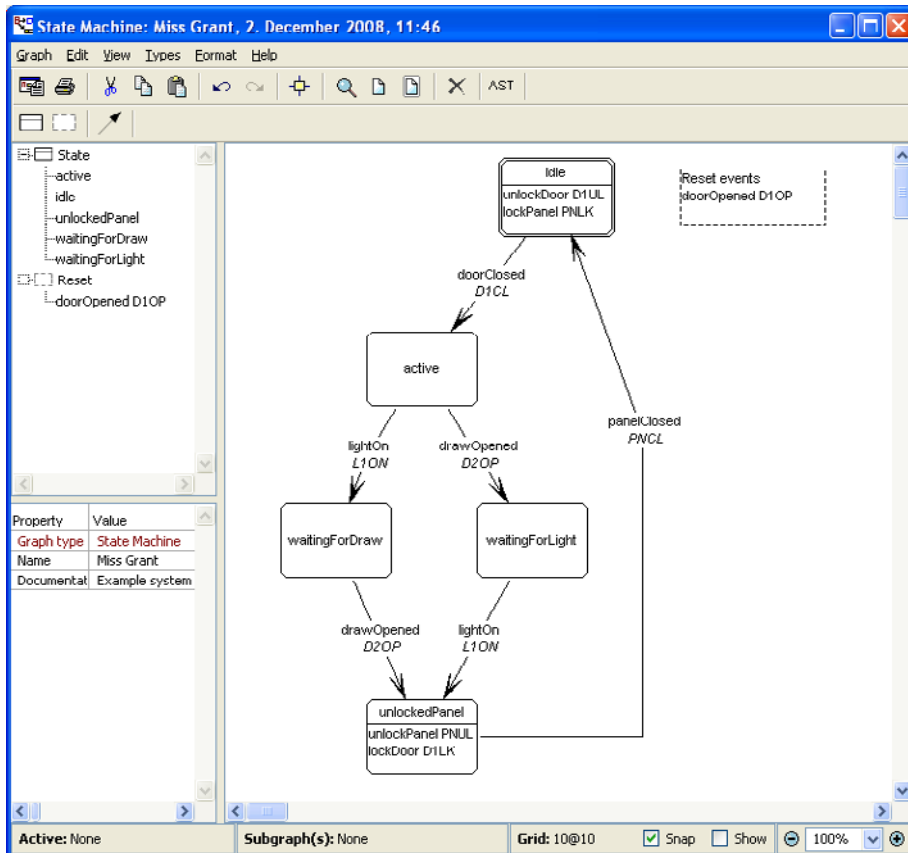 State Machine: Miss Grant, 2. December 2008, 11:46
Graph Edit View Types Format Help
AST
State
active
idle
unlockedPanel
waitingForDraw
waitingForLight
Reset
doorOpened D1OP
Property Value
Graph type State Machine
Name Miss Grant
Documentat Example system
idle
unlockDoor D1UL
lockPanel PNLK
Reset events
doorOpened D1OP
doorClosed
D1CL
active
panelClosed
PNCL
lightOn
L1ON
drawOpened
D2OP
waitingForDraw
waitingForLight
drawOpened
D2OP
lightOn
L1ON
unlockedPanel
unlockPanel PNUL
lockDoor D1LK
Active: None Subgraph(s): None Grid: 10@10 Snap Show 100%